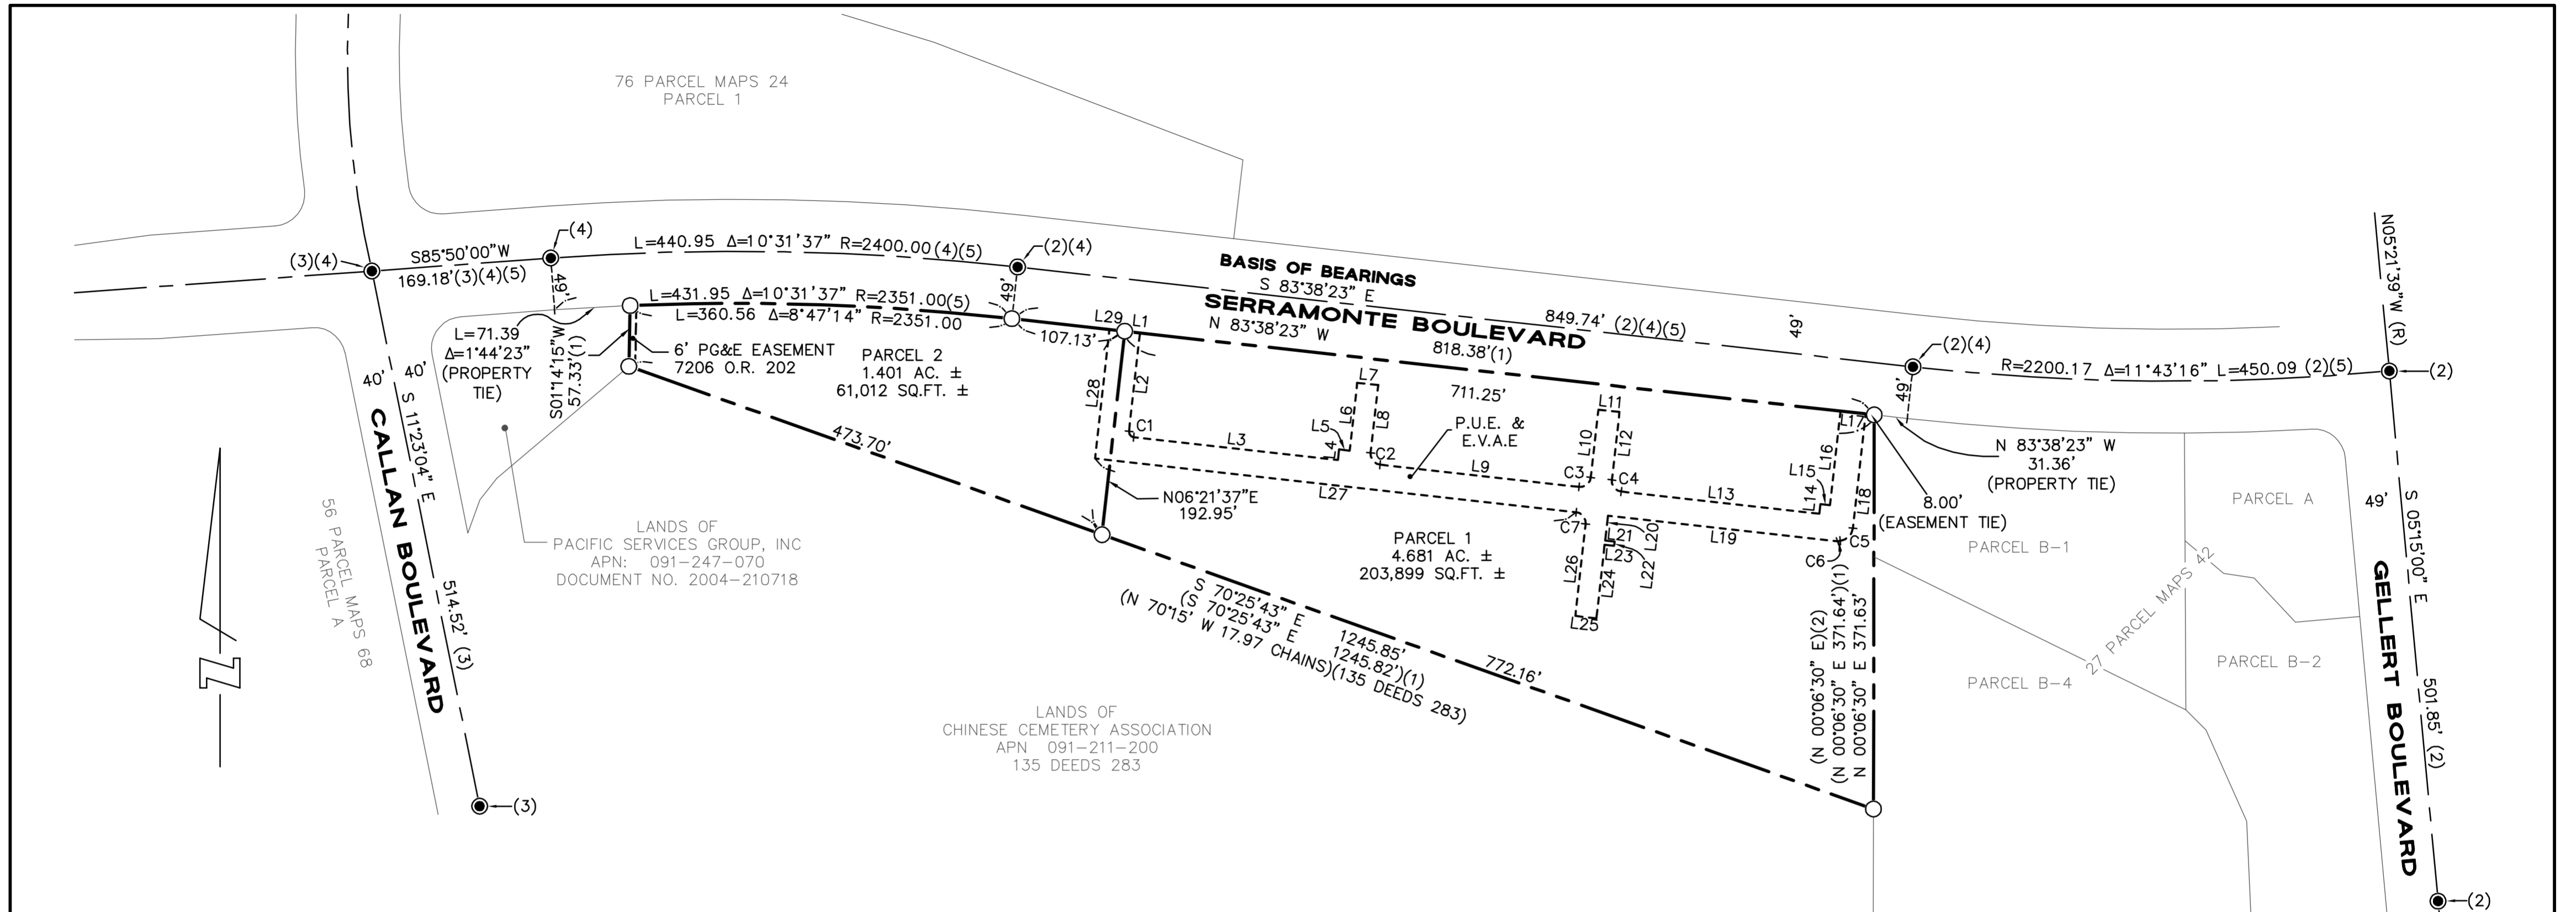 76 PARCEL MAPS 24
PARCEL 1
(3)(4)
S85°50'00"W
169.18'(3)(4)(5)
(4)
L=440.95 Δ=10°31'37" R=2400.00(4)(5)
(2)(4)
49'
49'
L=431.95 Δ=10°31'37" R=2351.00(5)
L=360.56 Δ=8°47'14" R=2351.00
BASIS OF BEARINGS
S 83°38'23" E
849.74' (2)(4)(5)
SERRAMONTE BOULEVARD
N 83°38'23" W
818.38'(1)
49'
(2)(4)
49'
R=2200.17 Δ=11°43'16" L=450.09 (2)(5)
(2)
N05°21'39"W (R)
L=71.39
Δ=1°44'23"
(PROPERTY
TIE)
S01°14'15"W
57.33'(1)
6' PG&E EASEMENT
7206 O.R. 202
PARCEL 2
1.401 AC. ±
61,012 SQ.FT. ±
107.13'
L29
L1
L28
L2
C1
L3
L4
L5
L6
L7
L8
C2
711.25'
P.U.E. &
E.V.A.E
L9
L10
L11
L12
C3
C4
L13
L14
L15
L16
L17
L18
C5
C6
L19
L20
L21
L22
L23
L24
L25
L26
C7
L27
N 83°38'23" W
31.36'
(PROPERTY TIE)
8.00'
(EASEMENT TIE)
N06°21'37"E
192.95'
PARCEL 1
4.681 AC. ±
203,899 SQ.FT. ±
473.70'
S 70°25'43" E
1245.85'
(S 70°25'43" E
1245.82')(1)
(N 70°15' W 17.97 CHAINS)(135 DEEDS 283)
772.16'
(N 00°06'30" E)(2)
(N 00°06'30" E 371.64')(1)
N 00°06'30" E 371.63'
40'
40'
S 11°23'04" E
514.52' (3)
CALLAN BOULEVARD
(3)
56 PARCEL MAPS 68
PARCEL A
LANDS OF
PACIFIC SERVICES GROUP, INC
APN: 091-247-070
DOCUMENT NO. 2004-210718
LANDS OF
CHINESE CEMETERY ASSOCIATION
APN 091-211-200
135 DEEDS 283
PARCEL B-1
PARCEL A
PARCEL B-4
PARCEL B-2
27 PARCEL MAPS 42
49'
S 05°15'00" E
501.85' (2)
GELLERT BOULEVARD
(2)
Z